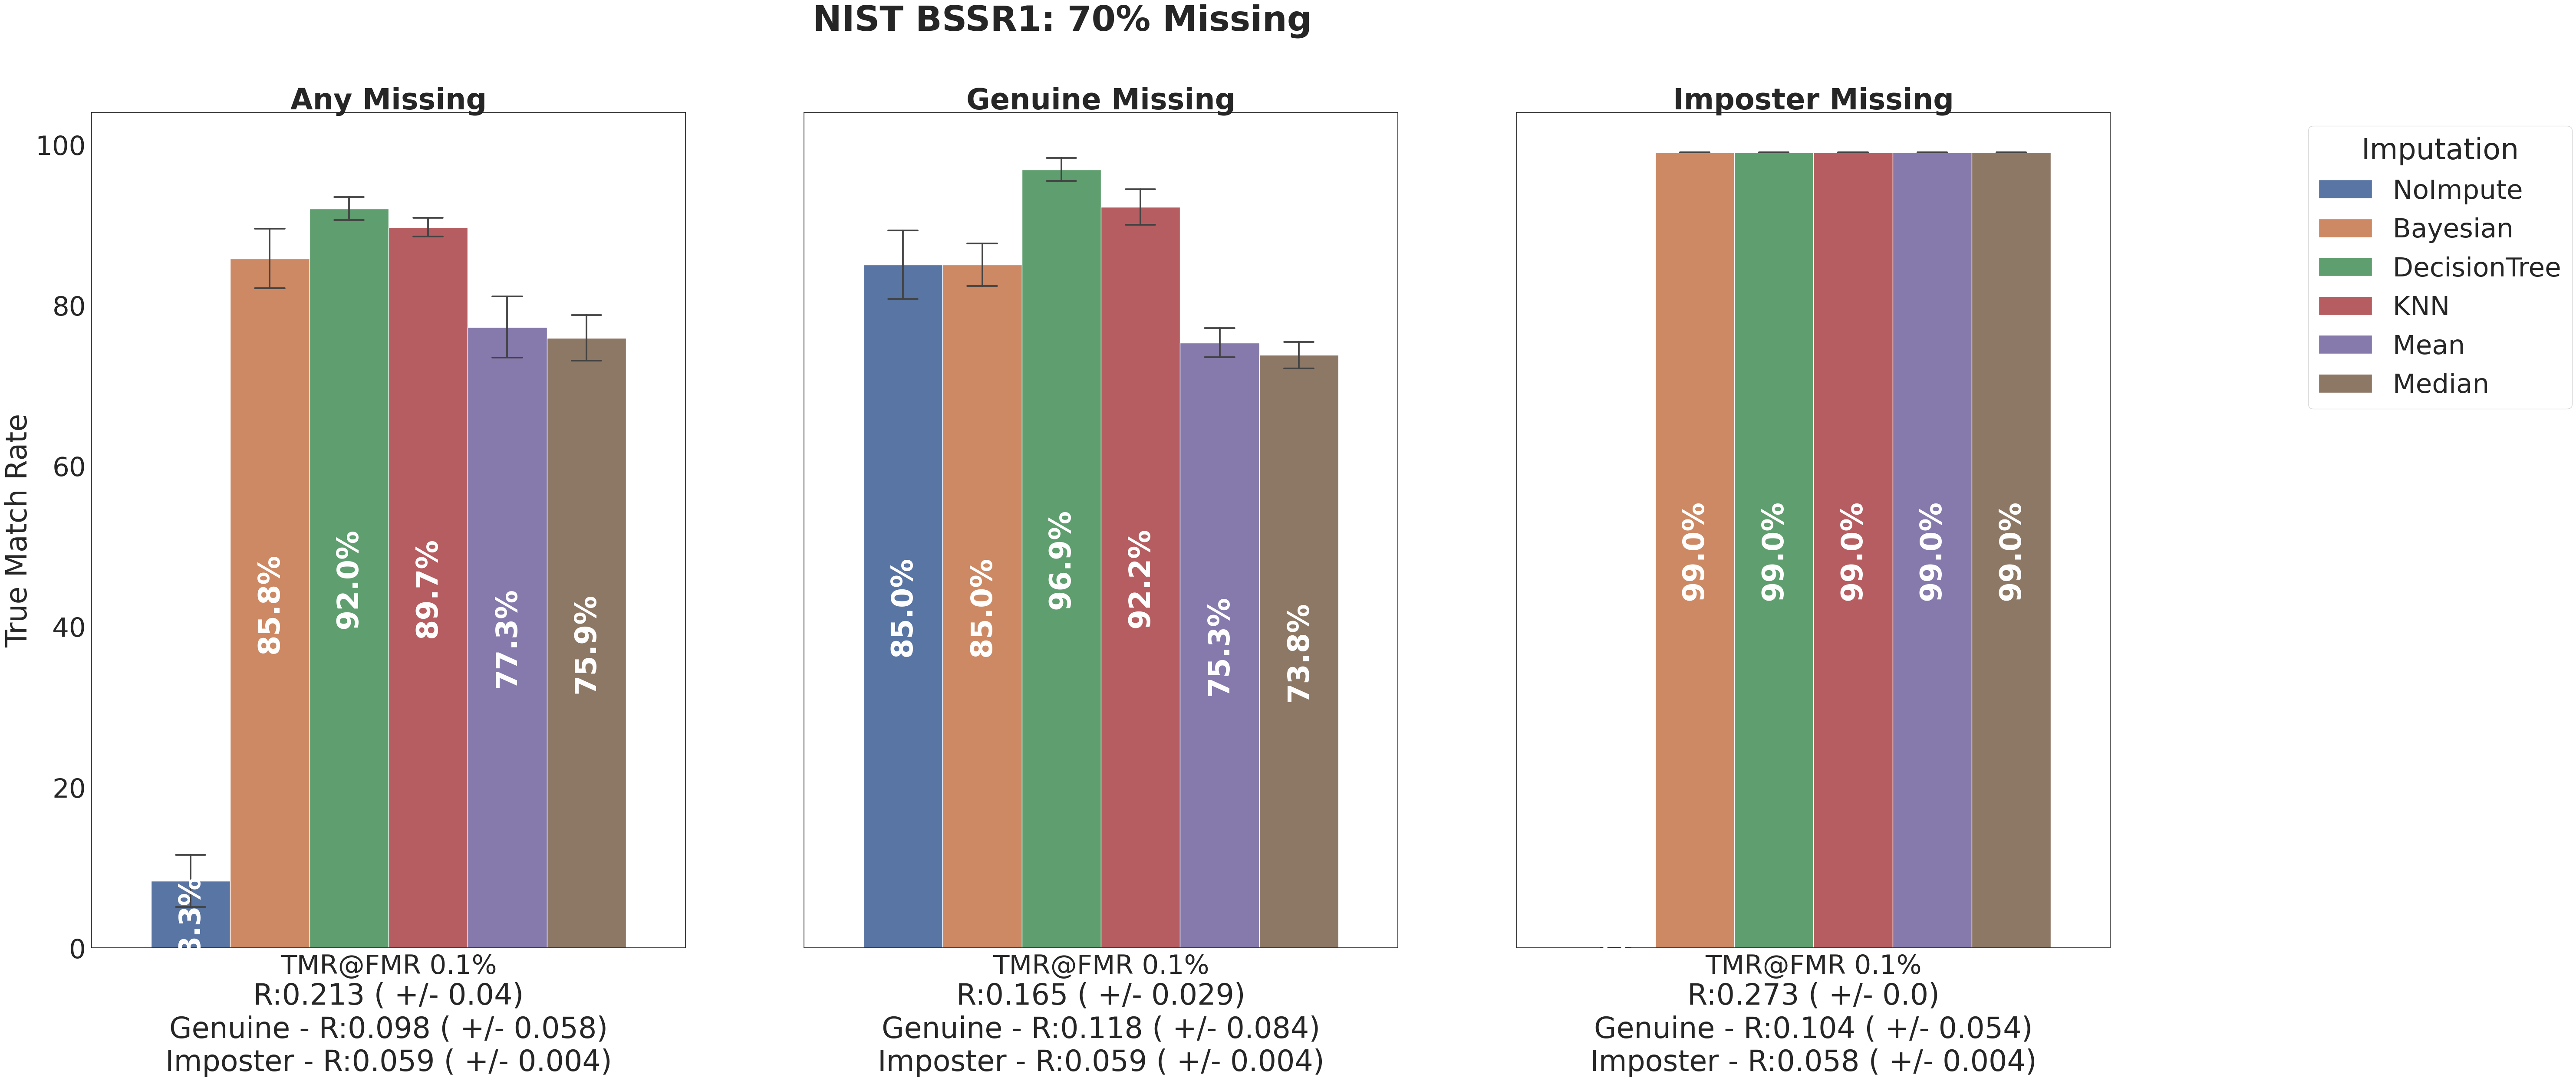 NIST BSSR1: 70% Missing
Any Missing
Genuine Missing
Imposter Missing
True Match Rate
100
80
60
40
20
0
8.3%
85.8%
92.0%
89.7%
77.3%
75.9%
85.0%
85.0%
96.9%
92.2%
75.3%
73.8%
99.0%
99.0%
99.0%
99.0%
99.0%
TMR@FMR 0.1%
R:0.213 ( +/- 0.04)
Genuine - R:0.098 ( +/- 0.058)
Imposter - R:0.059 ( +/- 0.004)
TMR@FMR 0.1%
R:0.165 ( +/- 0.029)
Genuine - R:0.118 ( +/- 0.084)
Imposter - R:0.059 ( +/- 0.004)
TMR@FMR 0.1%
R:0.273 ( +/- 0.0)
Genuine - R:0.104 ( +/- 0.054)
Imposter - R:0.058 ( +/- 0.004)
Imputation
NoImpute
Bayesian
DecisionTree
KNN
Mean
Median